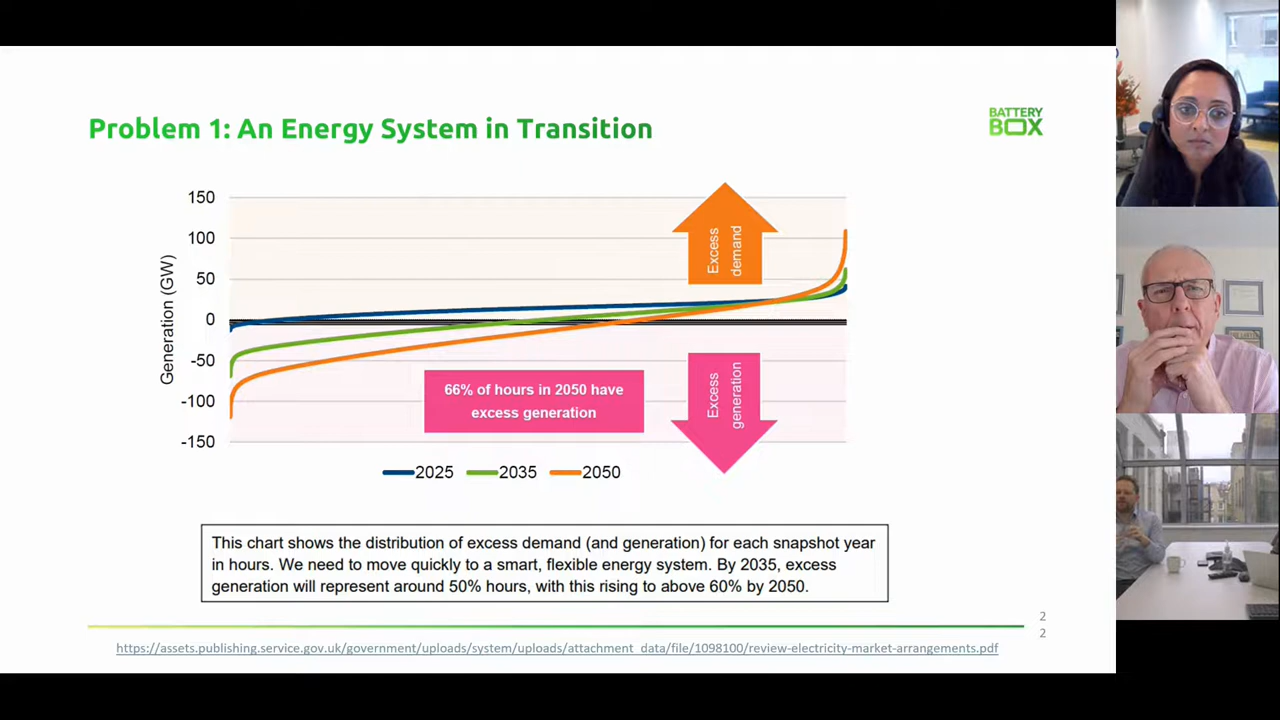 Problem 1: An Energy System in Transition
BATTERY
BOX
150
100
50
0
-50
-100
-150
Generation (GW)
Excess
demand
Excess
generation
66% of hours in 2050 have
excess generation
2025 2035 2050
This chart shows the distribution of excess demand (and generation) for each snapshot year
in hours. We need to move quickly to a smart, flexible energy system. By 2035, excess
generation will represent around 50% hours, with this rising to above 60% by 2050.
2
2
https://assets.publishing.service.gov.uk/government/uploads/system/uploads/attachment_data/file/1098100/review-electricity-market-arrangements.pdf